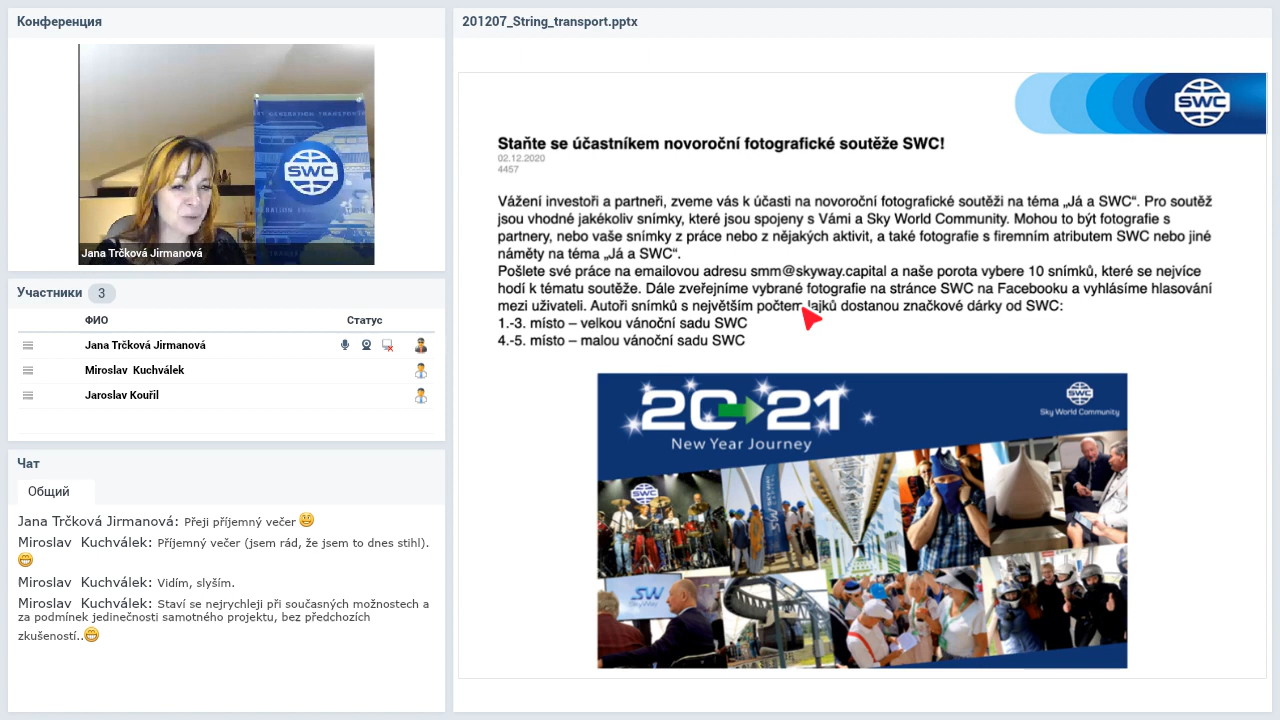 Конференция
SWC
Jana Trčková Jirmanová
Участники 3
ФИО Статус
Jana Trčková Jirmanová
Miroslav Kuchválek
Jaroslav Kouřil
Чат
Общий
Jana Trčková Jirmanová: Přeji příjemný večer
Miroslav Kuchválek: Příjemný večer (jsem rád, že jsem to dnes stihl).
Miroslav Kuchválek: Vidím, slyším.
Miroslav Kuchválek: Staví se nejrychleji při současných možnostech a
za podmínek jedinečnosti samotného projektu, bez předchozích
zkušeností..
201207_String_transport.pptx
SWC
Staňte se účastníkem novoroční fotografické soutěže SWC!
02.12.2020
4457
Vážení investoři a partneři, zveme vás k účasti na novoroční fotografické soutěži na téma „Já a SWC“. Pro soutěž
jsou vhodné jakékoliv snímky, které jsou spojeny s Vámi a Sky World Community. Mohou to být fotografie s
partnery, nebo vaše snímky z práce nebo z nějakých aktivit, a také fotografie s firemním atributem SWC nebo jiné
náměty na téma „Já a SWC“.
Pošlete své práce na emailovou adresu smm@skyway.capital a naše porota vybere 10 snímků, které se nejvíce
hodí k tématu soutěže. Dále zveřejníme vybrané fotografie na stránce SWC na Facebooku a vyhlásíme hlasování
mezi uživateli. Autoři snímků s největším počtem lajků dostanou značkové dárky od SWC:
1.-3. místo – velkou vánoční sadu SWC
4.-5. místo – malou vánoční sadu SWC
20 21
New Year Journey
SWC
Sky World Community
SWC
SW
SkyWay